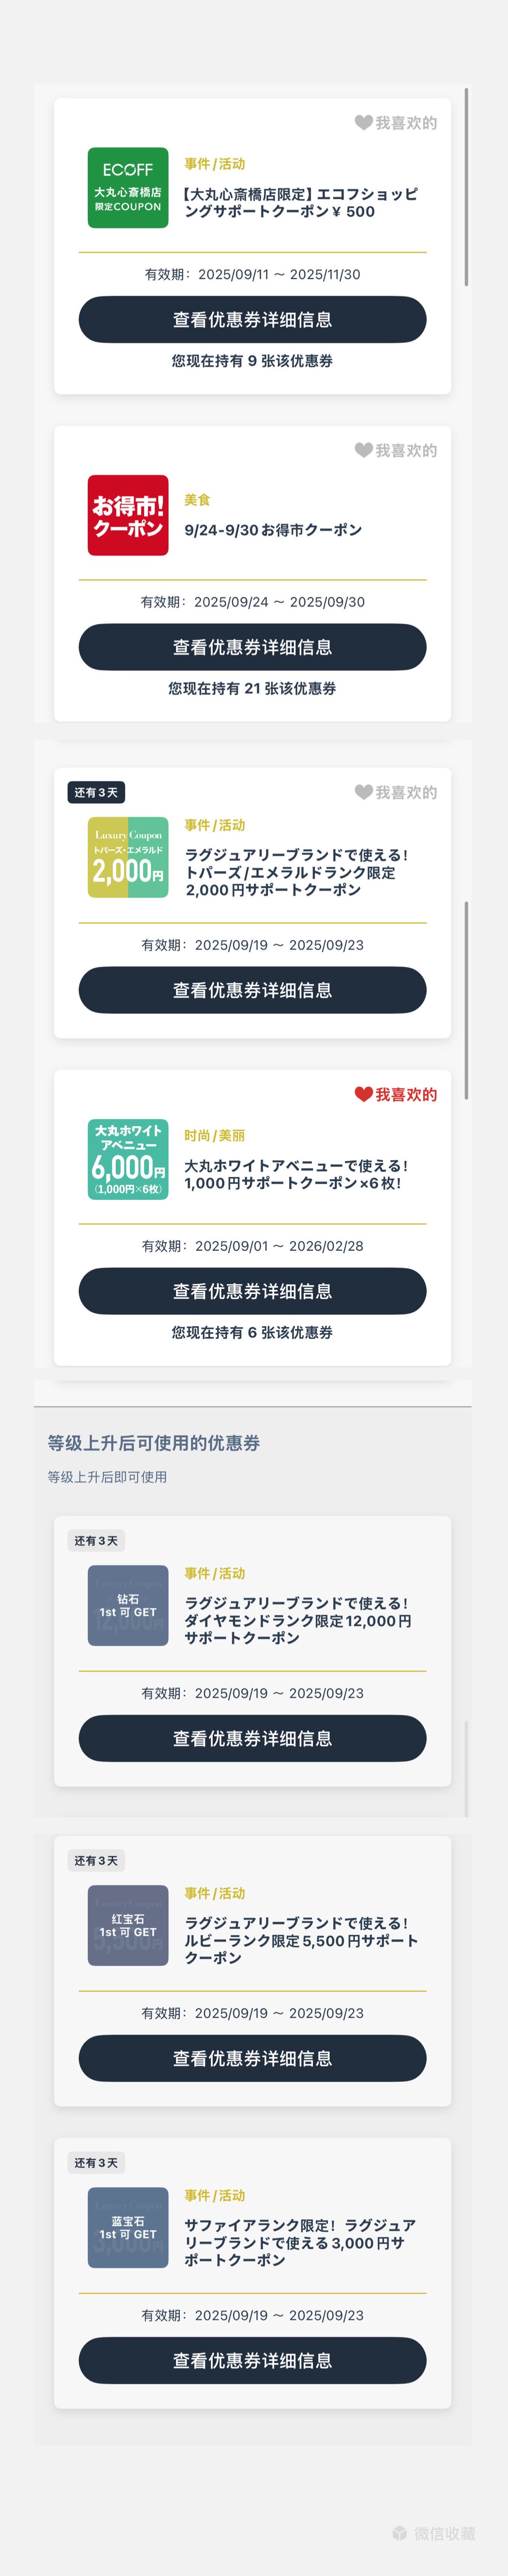 我喜欢的
ECOFF
大丸心斎橋店
限定COUPON
事件/活动
【大丸心斎橋店限定】エコフショッピ
ングサポートクーポン¥ 500
有效期：2025/09/11 ～ 2025/11/30
查看优惠券详细信息
您现在持有 9 张该优惠券
我喜欢的
お得市!
クーポン
美食
9/24-9/30お得市クーポン
有效期：2025/09/24 ～ 2025/09/30
查看优惠券详细信息
您现在持有 21 张该优惠券
还有3天
我喜欢的
Luxury Coupon
トパーズ・エメラルド
2,000円
事件/活动
ラグジュアリーブランドで使える！
トパーズ/エメラルドランク限定
2,000円サポートクーポン
有效期：2025/09/19 ～ 2025/09/23
查看优惠券详细信息
我喜欢的
大丸ホワイト
アベニュー
6,000円
(1,000円×6枚)
时尚/美丽
大丸ホワイトアベニューで使える！
1,000円サポートクーポン×6枚！
有效期：2025/09/01 ～ 2026/02/28
查看优惠券详细信息
您现在持有 6 张该优惠券
等级上升后可使用的优惠券
等级上升后即可使用
还有3天
钻石
1st 可 GET
事件/活动
ラグジュアリーブランドで使える！
ダイヤモンドランク限定12,000円
サポートクーポン
有效期：2025/09/19 ～ 2025/09/23
查看优惠券详细信息
还有3天
红宝石
1st 可 GET
事件/活动
ラグジュアリーブランドで使える！
ルビーランク限定5,500円サポート
クーポン
有效期：2025/09/19 ～ 2025/09/23
查看优惠券详细信息
还有3天
蓝宝石
1st 可 GET
事件/活动
サファイアランク限定！ラグジュア
リーブランドで使える3,000円サ
ポートクーポン
有效期：2025/09/19 ～ 2025/09/23
查看优惠券详细信息
微信收藏